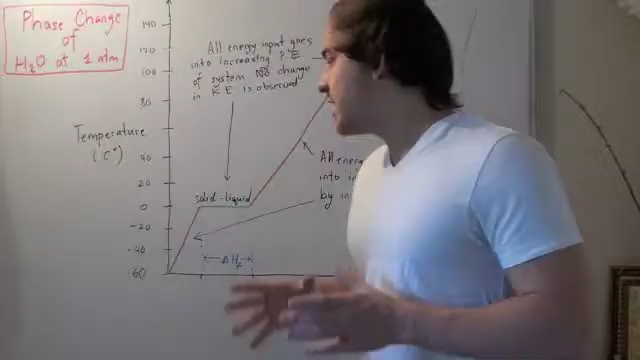 Phase Change
of
H₂O at 1 atm
140
120
100
80
60
40
20
0
-20
-40
-60
Temperature
(C°)
All energy input goes
into increasing P.E
of system NO change
in KE is observed
solid-liquid
All energ
into in
by in
ΔHf